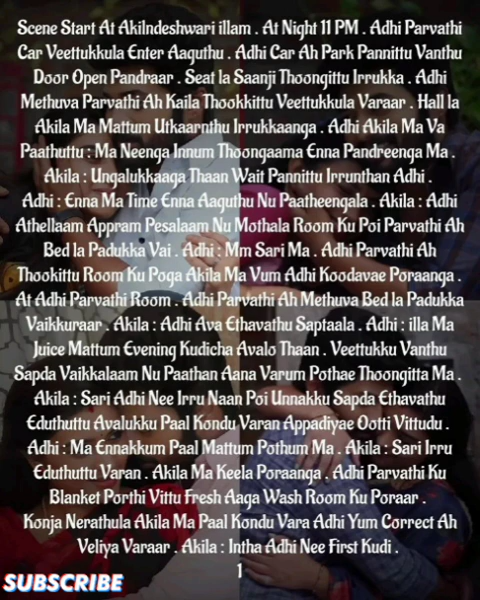 Scene Start At Akilndeshwari illam . At Night 11 PM . Adhi Parvathi
Car Veettukkula Enter Aaguthu . Adhi Car Ah Park Pannittu Vanthu
Door Open Pandraar . Seat la Saanji Thoongittu Irrukka . Adhi
Methuva Parvathi Ah Kaila Thookkittu Veettukkula Varaar . Hall la
Akila Ma Mattum Utkaarnthu Irrukkaanga . Adhi Akila Ma Va
Paathuttu : Ma Neenga Innum Thoongaama Enna Pandreenga Ma .
Akila : Ungalukkaaga Thaan Wait Pannittu Irrunthan Adhi .
Adhi : Enna Ma Time Enna Aaguthu Nu Paatheengala . Akila : Adhi
Athellaam Appram Pesalaam Nu Mothala Room Ku Poi Parvathi Ah
Bed la Padukka Vai . Adhi : Mm Sari Ma . Adhi Parvathi Ah
Thookittu Room Ku Poga Akila Ma Vum Adhi Koodavae Poraanga .
At Adhi Parvathi Room . Adhi Parvathi Ah Methuva Bed la Padukka
Vaikkuraar . Akila : Adhi Ava Ethavathu Saptaala . Adhi : illa Ma
Juice Mattum Evening Kudicha Avalo Thaan . Veettukku Vanthu
Sapda Vaikkalaam Nu Paathan Aana Varum Pothae Thoongitta Ma .
Akila : Sari Adhi Nee Irru Naan Poi Unnakku Sapda Ethavathu
Eduthuttu Avalukku Paal Kondu Varan Appadiyae Ootti Vittudu .
Adhi : Ma Ennakkum Paal Mattum Pothum Ma . Akila : Sari Irru
Eduthuttu Varan . Akila Ma Keela Poraanga . Adhi Parvathi Ku
Blanket Porthi Vittu Fresh Aaga Wash Room Ku Poraar .
Konja Nerathula Akila Ma Paal Kondu Vara Adhi Yum Correct Ah
Veliya Varaar . Akila : Intha Adhi Nee First Kudi .
1
SUBSCRIBE